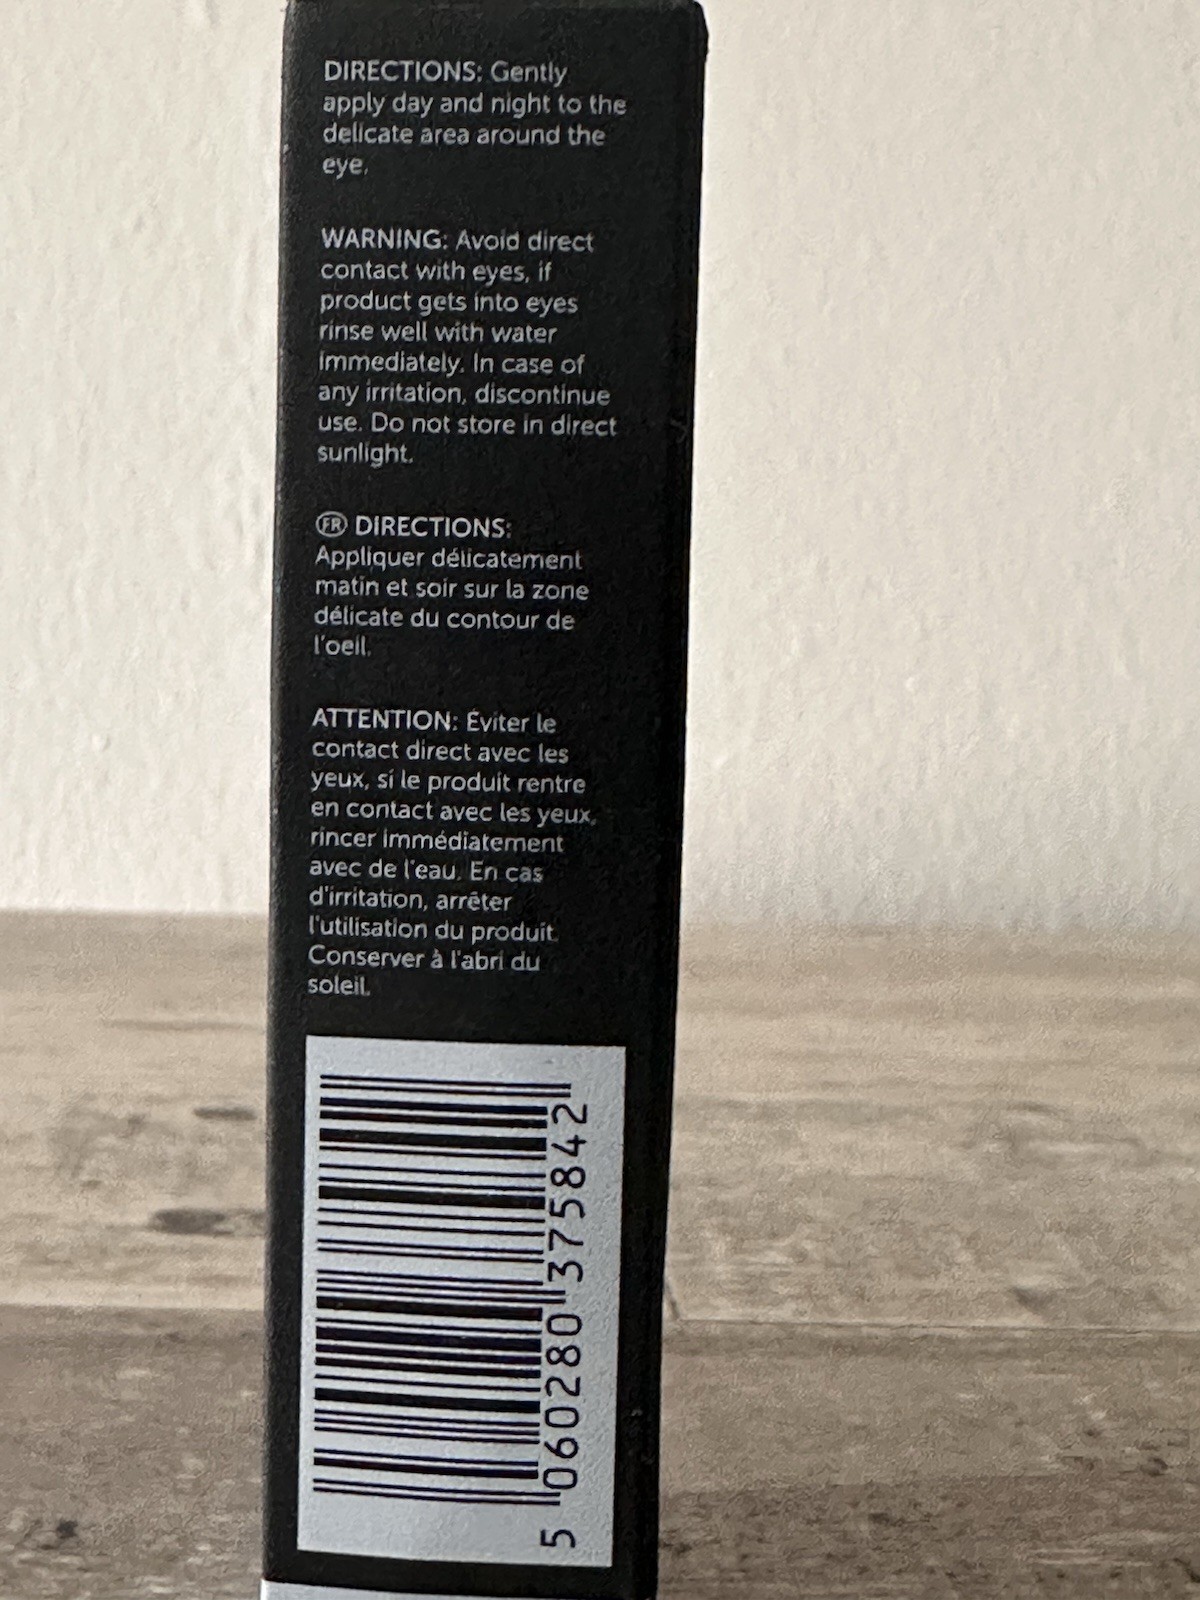 DIRECTIONS: Gently
apply day and night to the
delicate area around the
eye.
WARNING: Avoid direct
contact with eyes, if
product gets into eyes
rinse well with water
immediately. In case of
any irritation, discontinue
use. Do not store in direct
sunlight.
FR DIRECTIONS:
Appliquer délicatement
matin et soir sur la zone
délicate du contour de
l'oeil.
ATTENTION: Éviter le
contact direct avec les
yeux, si le produit rentre
en contact avec les yeux,
rincer immédiatement
avec de l'eau. En cas
d'irritation, arrêter
l'utilisation du produit.
Conserver à l'abri du
soleil.
5 060280 375842